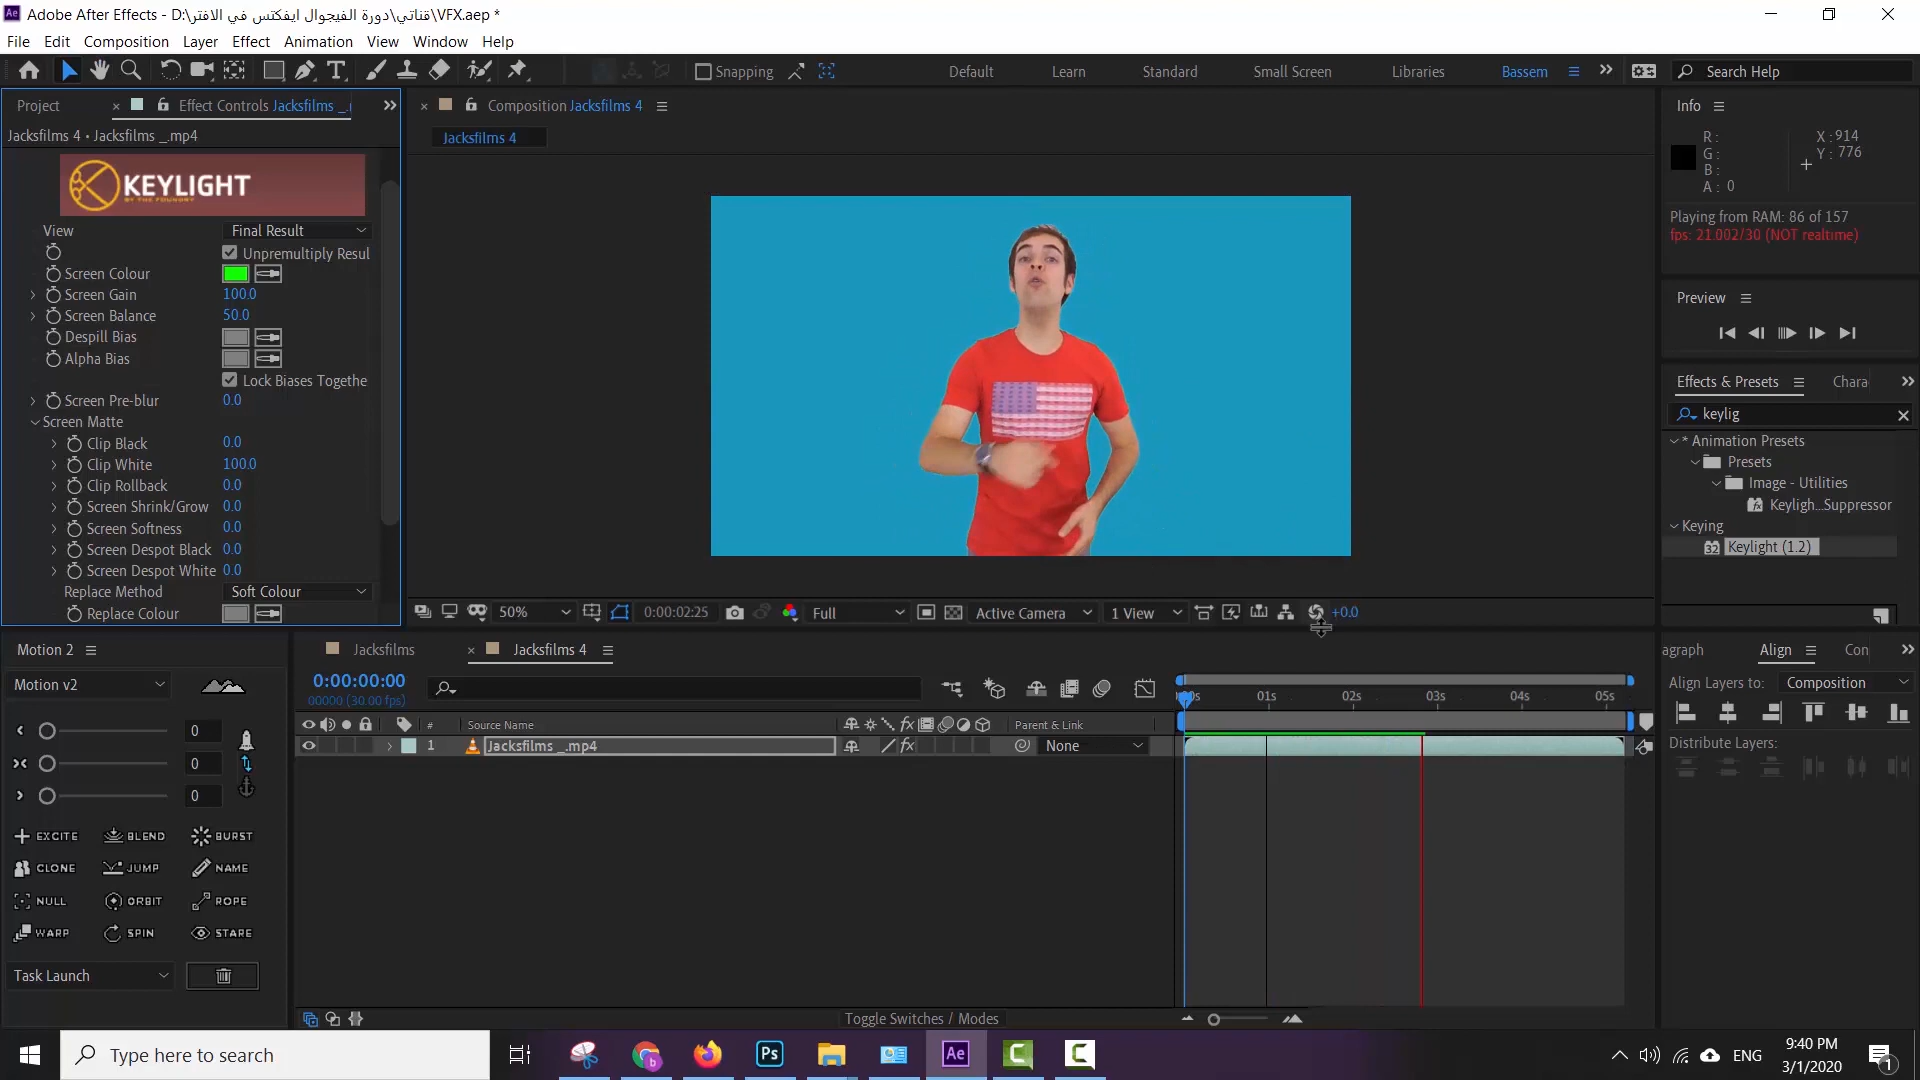 Adobe After Effects - D:\قناتي\دورة الفيجوال ايفكتس في الافتر\VFX.aep *
File Edit Composition Layer Effect Animation View Window Help
Snapping Default Learn Standard Small Screen Libraries Bassem Search Help
Project Effect Controls Jacksfilms _.
Composition Jacksfilms 4
Info
Jacksfilms 4 • Jacksfilms _.mp4
Jacksfilms 4
R :
G :
B :
A : 0
X : 914
Y : 776
KEYLIGHT
BY THE FOUNDRY
View Final Result
Unpremultiply Resul
Screen Colour
Screen Gain 100.0
Screen Balance 50.0
Despill Bias
Alpha Bias
Lock Biases Togethe
Screen Pre-blur 0.0
Screen Matte
Clip Black 0.0
Clip White 100.0
Clip Rollback 0.0
Screen Shrink/Grow 0.0
Screen Softness 0.0
Screen Despot Black 0.0
Screen Despot White 0.0
Replace Method Soft Colour
Replace Colour
Playing from RAM: 86 of 157
fps: 21.002/30 (NOT realtime)
Preview
Effects & Presets Chara
keylig
* Animation Presets
Presets
Image - Utilities
Keyligh...Suppressor
Keying
32 Keylight (1.2)
50% 0:00:02:25 Full Active Camera 1 View +0.0
Motion 2
Motion v2
0
0
0
EXCITE BLEND BURST
CLONE JUMP NAME
NULL ORBIT ROPE
WARP SPIN STARE
Task Launch
Jacksfilms Jacksfilms 4
0:00:00:00
00000 (30.00 fps)
# Source Name Parent & Link
1 Jacksfilms _.mp4 None
01s 02s 03s 04s 05s
Toggle Switches / Modes
agraph Align Con
Align Layers to: Composition
Distribute Layers:
Type here to search
Ps
Ae
ENG
9:40 PM
3/1/2020
1